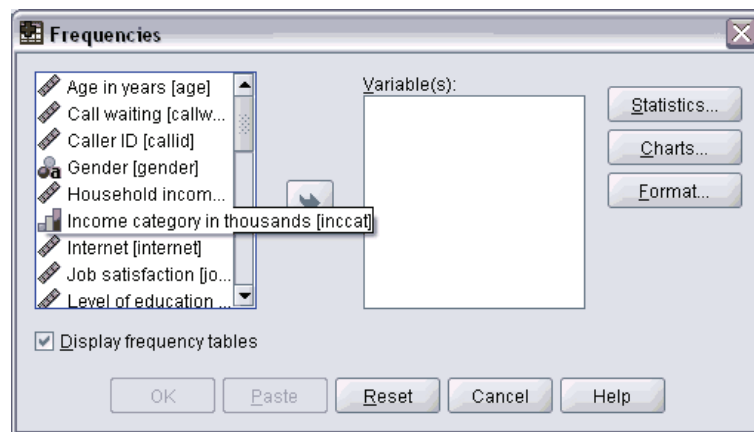 Frequencies
Age in years [age]
Call waiting [callw...
Caller ID [callid]
Gender [gender]
Household incom...
Income category in thousands [inccat]
Internet [internet]
Job satisfaction [jo...
Level of education ...
Variable(s):
Statistics...
Charts...
Format...
Display frequency tables
OK
Paste
Reset
Cancel
Help